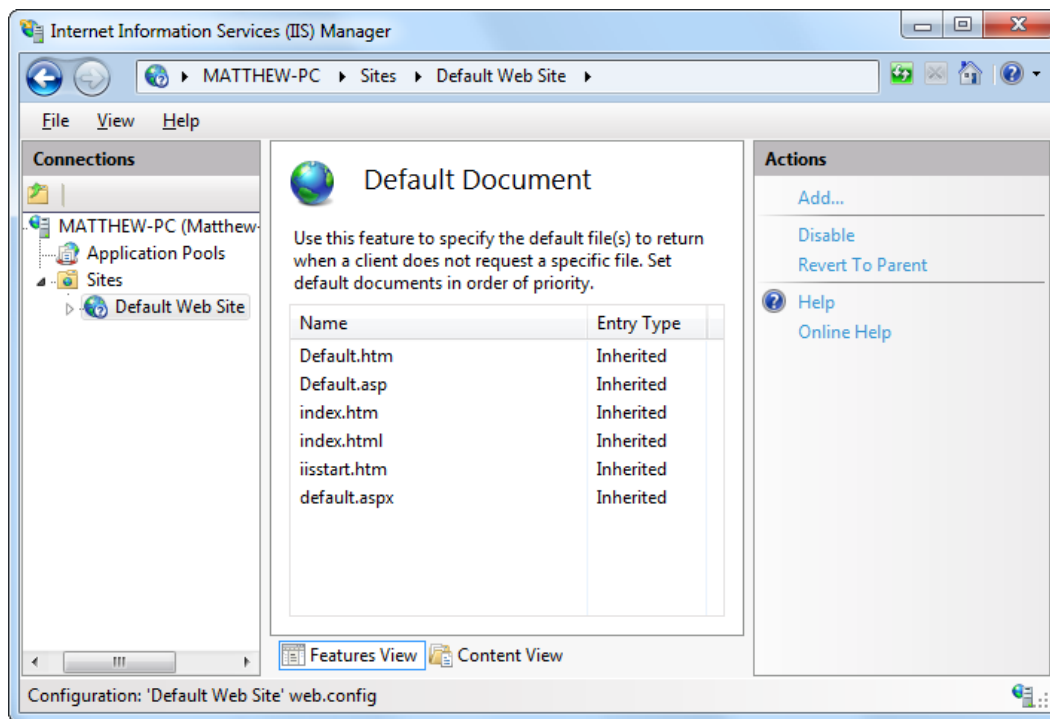 Internet Information Services (IIS) Manager
MATTHEW-PC Sites Default Web Site
File View Help
Connections
MATTHEW-PC (Matthew-
Application Pools
Sites
Default Web Site
Default Document
Use this feature to specify the default file(s) to return
when a client does not request a specific file. Set
default documents in order of priority.
Name Entry Type
Default.htm Inherited
Default.asp Inherited
index.htm Inherited
index.html Inherited
iisstart.htm Inherited
default.aspx Inherited
Features View Content View
Actions
Add...
Disable
Revert To Parent
Help
Online Help
Configuration: 'Default Web Site' web.config